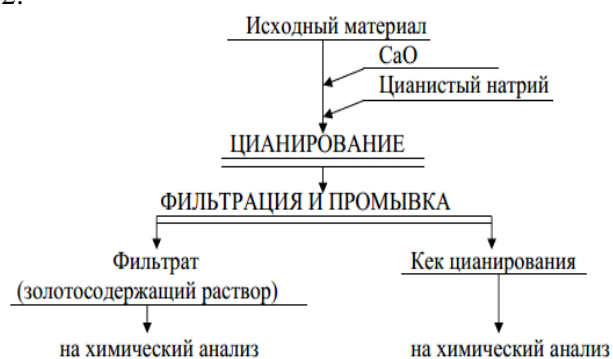 2.
Исходный материал
CaO
Цианистый натрий
ЦИАНИРОВАНИЕ
ФИЛЬТРАЦИЯ И ПРОМЫВКА
Фильтрат
(золотосодержащий раствор)
Кек цианирования
на химический анализ
на химический анализ